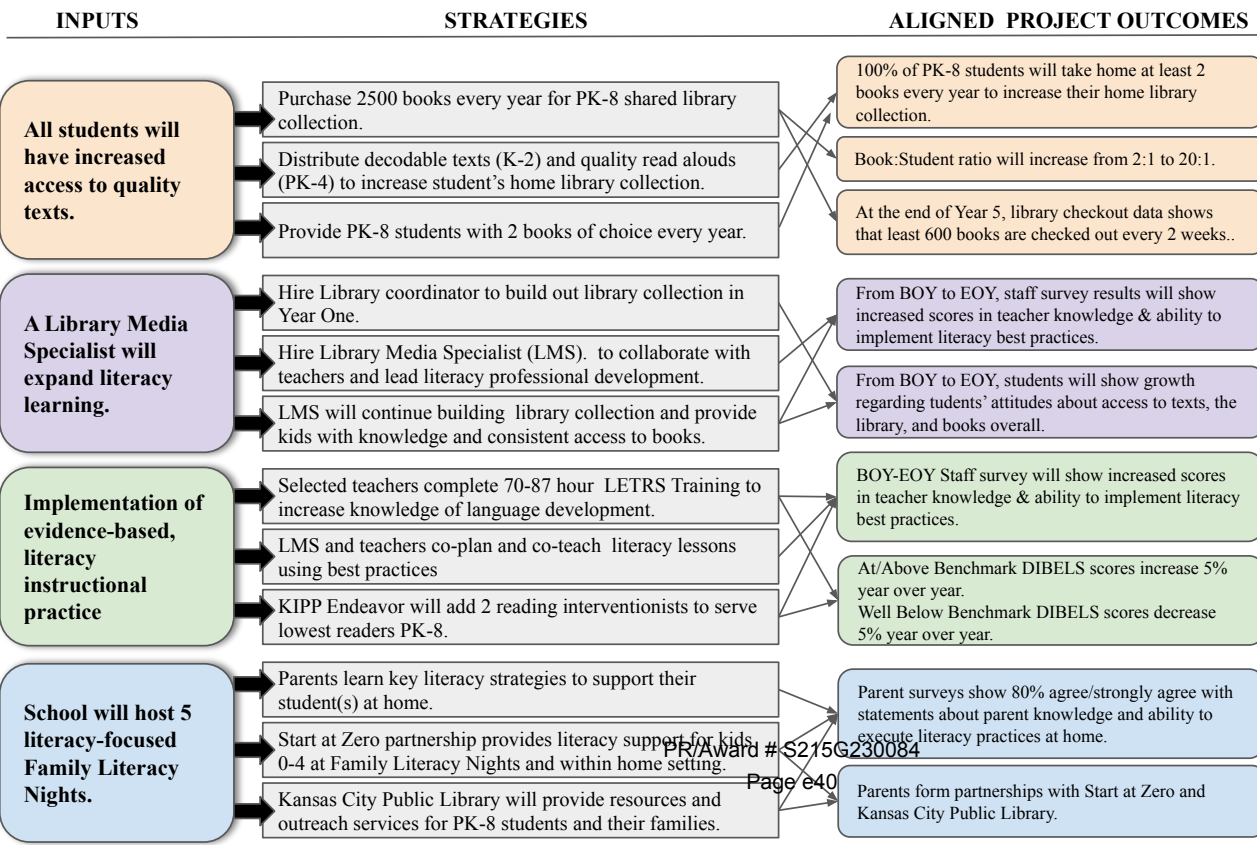 INPUTS
STRATEGIES
ALIGNED PROJECT OUTCOMES
All students will
have increased
access to quality
texts.
Purchase 2500 books every year for PK-8 shared library
collection.
Distribute decodable texts (K-2) and quality read alouds
(PK-4) to increase student’s home library collection.
Provide PK-8 students with 2 books of choice every year.
100% of PK-8 students will take home at least 2
books every year to increase their home library
collection.
Book:Student ratio will increase from 2:1 to 20:1.
At the end of Year 5, library checkout data shows
that least 600 books are checked out every 2 weeks..
A Library Media
Specialist will
expand literacy
learning.
Hire Library coordinator to build out library collection in
Year One.
Hire Library Media Specialist (LMS). to collaborate with
teachers and lead literacy professional development.
LMS will continue building library collection and provide
kids with knowledge and consistent access to books.
From BOY to EOY, staff survey results will show
increased scores in teacher knowledge & ability to
implement literacy best practices.
From BOY to EOY, students will show growth
regarding tudents’ attitudes about access to texts, the
library, and books overall.
Implementation of
evidence-based,
literacy
instructional
practice
Selected teachers complete 70-87 hour LETRS Training to
increase knowledge of language development.
LMS and teachers co-plan and co-teach literacy lessons
using best practices
KIPP Endeavor will add 2 reading interventionists to serve
lowest readers PK-8.
BOY-EOY Staff survey will show increased scores
in teacher knowledge & ability to implement literacy
best practices.
At/Above Benchmark DIBELS scores increase 5%
year over year.
Well Below Benchmark DIBELS scores decrease
5% year over year.
School will host 5
literacy-focused
Family Literacy
Nights.
Parents learn key literacy strategies to support their
student(s) at home.
Start at Zero partnership provides literacy support for kids
0-4 at Family Literacy Nights and within home setting.
Kansas City Public Library will provide resources and
outreach services for PK-8 students and their families.
Parent surveys show 80% agree/strongly agree with
statements about parent knowledge and ability to
execute literacy practices at home.
Parents form partnerships with Start at Zero and
Kansas City Public Library.
PR/Award # S215G230084
Page e40